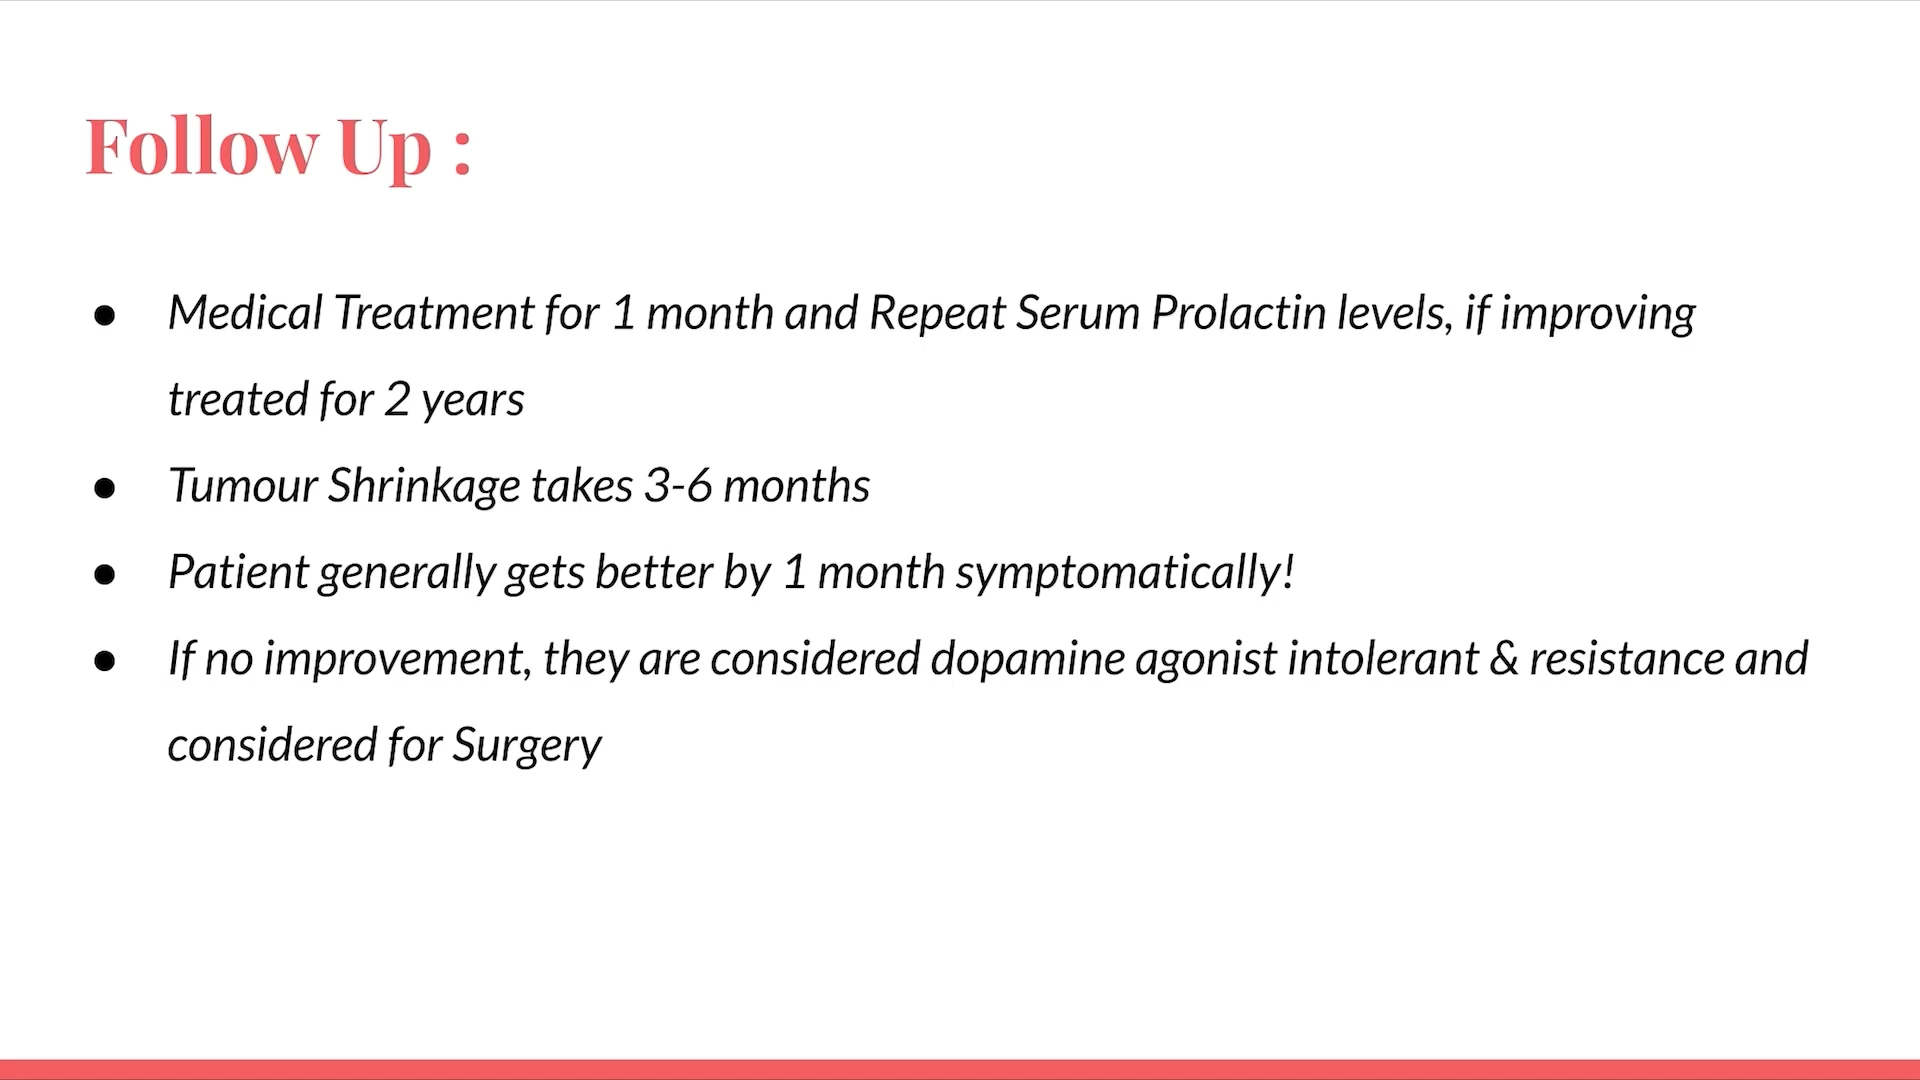 Follow Up :
● Medical Treatment for 1 month and Repeat Serum Prolactin levels, if improving
treated for 2 years
● Tumour Shrinkage takes 3-6 months
● Patient generally gets better by 1 month symptomatically!
● If no improvement, they are considered dopamine agonist intolerant & resistance and
considered for Surgery